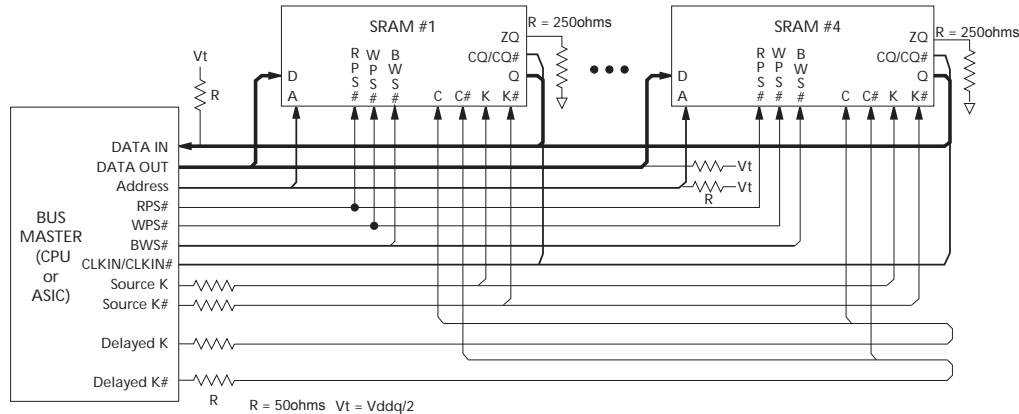 SRAM #1
R = 250ohms
ZQ
CQ/CQ#
Q
D
A
RPS#
WPS#
BWS#
C
C#
K
K#
SRAM #4
R = 250ohms
ZQ
CQ/CQ#
Q
D
A
RPS#
WPS#
BWS#
C
C#
K
K#
Vt
R
Vt
Vt
R
BUS
MASTER
(CPU
or
ASIC)
DATA IN
DATA OUT
Address
RPS#
WPS#
BWS#
CLKIN/CLKIN#
Source K
Source K#
Delayed K
Delayed K#
R
R = 50ohms Vt = Vddq/2